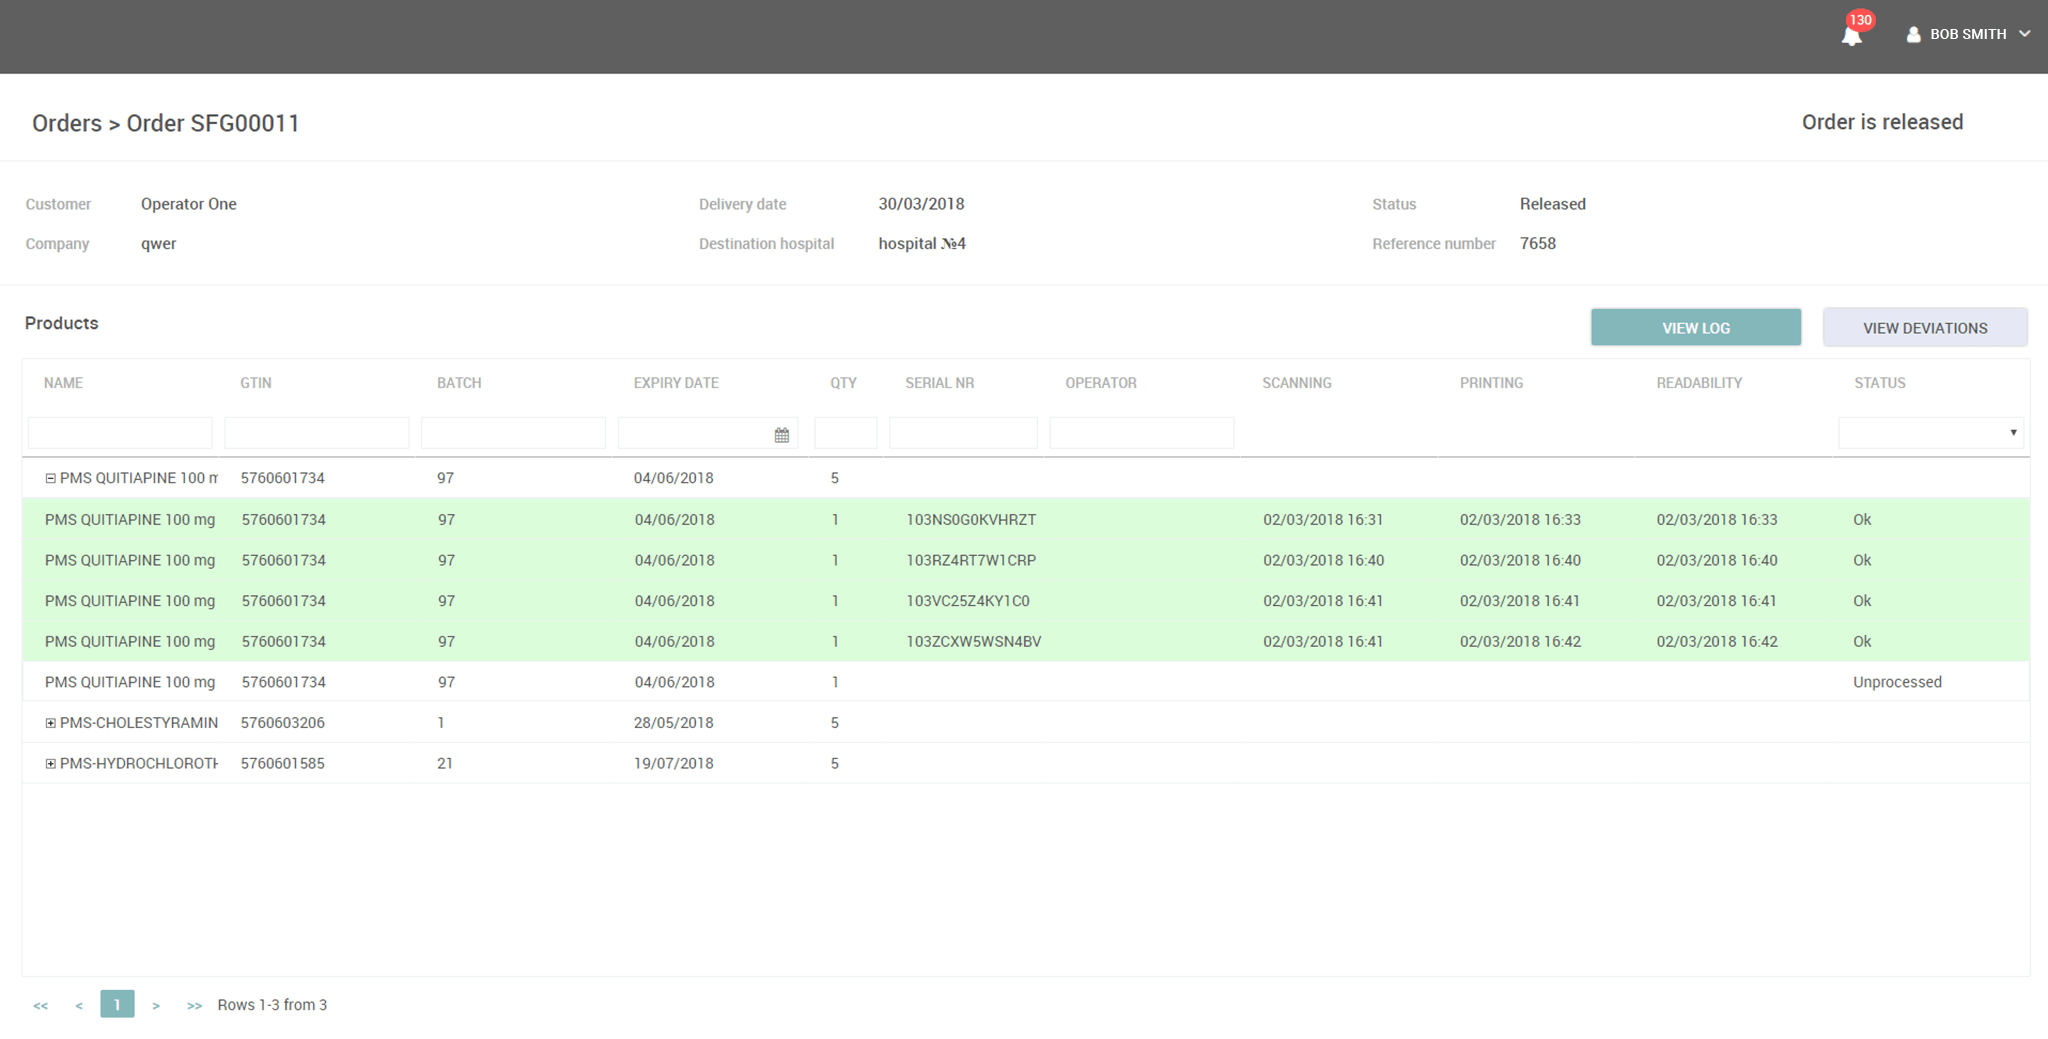 130
BOB SMITH
Orders > Order SFG00011
Order is released
Customer Operator One Delivery date 30/03/2018 Status Released
Company qwer Destination hospital hospital №4 Reference number 7658
Products
VIEW LOG
VIEW DEVIATIONS
NAME GTIN BATCH EXPIRY DATE QTY SERIAL NR OPERATOR SCANNING PRINTING READABILITY STATUS
PMS QUITIAPINE 100 m 5760601734 97 04/06/2018 5
PMS QUITIAPINE 100 mg 5760601734 97 04/06/2018 1 103NS0G0KVHRZT 02/03/2018 16:31 02/03/2018 16:33 02/03/2018 16:33 Ok
PMS QUITIAPINE 100 mg 5760601734 97 04/06/2018 1 103RZ4RT7W1CRP 02/03/2018 16:40 02/03/2018 16:40 02/03/2018 16:40 Ok
PMS QUITIAPINE 100 mg 5760601734 97 04/06/2018 1 103VC25Z4KY1C0 02/03/2018 16:41 02/03/2018 16:41 02/03/2018 16:41 Ok
PMS QUITIAPINE 100 mg 5760601734 97 04/06/2018 1 103ZCXW5WSN4BV 02/03/2018 16:41 02/03/2018 16:42 02/03/2018 16:42 Ok
PMS QUITIAPINE 100 mg 5760601734 97 04/06/2018 1 Unprocessed
PMS-CHOLESTYRAMIN 5760603206 1 28/05/2018 5
PMS-HYDROCHLOROTH 5760601585 21 19/07/2018 5
<< < 1 > >> Rows 1-3 from 3